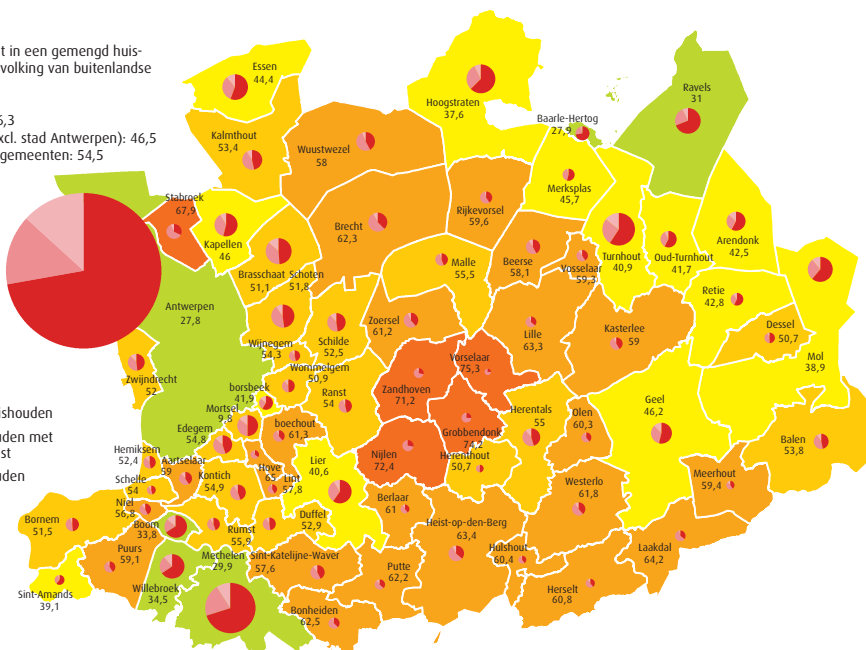 t in een gemengd huis-
volking van buitenlandse
6,3
xcl. stad Antwerpen): 46,5
gemeenten: 54,5
Essen
44,4
Hoogstraten
37,6
Ravels
31
Baarle-Hertog
27,9
Kalmthout
53,4
Wuustwezel
58
Merksplas
45,7
Stabroek
67,9
Rijkevorsel
59,6
Kapellen
46
Brecht
62,3
Turnhout
40,9
Oud-Turnhout
41,7
Arendonk
42,5
Brasschaat
51,1
Schoten
51,8
Malle
55,5
Beerse
58,1
Vosselaar
59,3
Retie
42,8
Antwerpen
27,8
Zoersel
61,2
Lille
63,3
Kasterlee 59
Dessel
50,7
Mol
38,9
Wijnegem
54,3
Schilde
52,5
Wommelgem
50,9
Vorselaar
75,3
Zwijndrecht
52
borsbeek
41,9
Ranst
54
Zandhoven
71,2
Geel
46,2
Mortsel
9,8
Edegem
54,8
boechout
61,3
Grobbendonk
74,2
Herentals
55
Olen
60,3
Balen
53,8
ishouden
uden met
st
uden
Hemiksem
52,4
Aartselaar
59
Hove
65
Lint
57,8
Lier
40,6
Nijlen
72,4
Herenthout
50,7
Schelle
54
Kontich
54,9
Meerhout
59,4
Niel
56,8
Berlaar
61
Westerlo
61,8
Bornem
51,5
Boom
33,8
Rumst
55,9
Duffel
52,9
Heist-op-den-Berg
63,4
Puurs
59,1
Mechelen
29,9
Sint-Katelijne-Waver
57,6
Hulshout
60,4
Laakdal
64,2
Sint-Amands
39,1
Willebroek
34,5
Putte
62,2
Herselt
60,8
Bonheiden
62,5